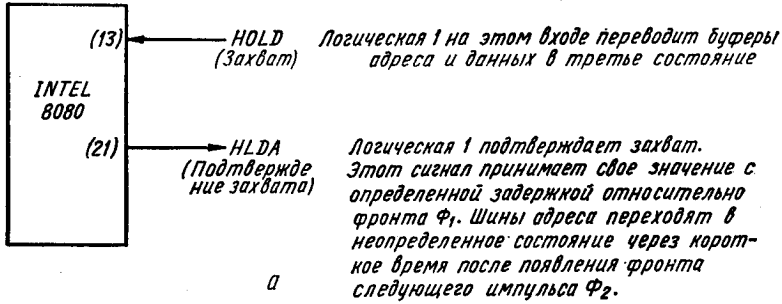 (13) HOLD Логическая 1 на этом входе переводит буферы
(Захват) адреса и данных в третье состояние
INTEL
8080
(21) HLDA Логическая 1 подтверждает захват.
(Подтвержде Этот сигнал принимает свое значение с
ние захвата) определенной задержкой относительно
фронта Φ₁. Шины адреса переходят в
неопределенное состояние через корот-
кое время после появления фронта
а следующего импульса Φ₂.